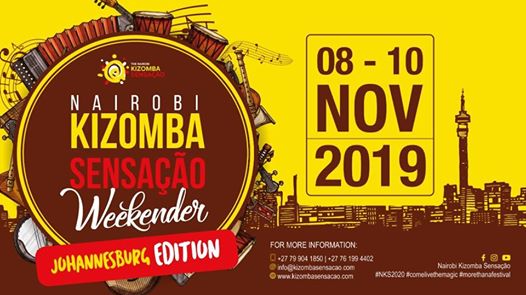 THE NAIROBI
KIZOMBA
SENSAÇÃO
NAIROBI
KIZOMBA
SENSAÇÃO
Weekender
JOHANNESBURG EDITION
08 - 10
NOV
2019
FOR MORE INFORMATION:
+27 79 904 1850 | +27 76 199 4402
info@kizombasensacao.com
www.kizombasensacao.com
Nairobi Kizomba Sensação
#NKS2020 #comelivethemagic #morethanafestival